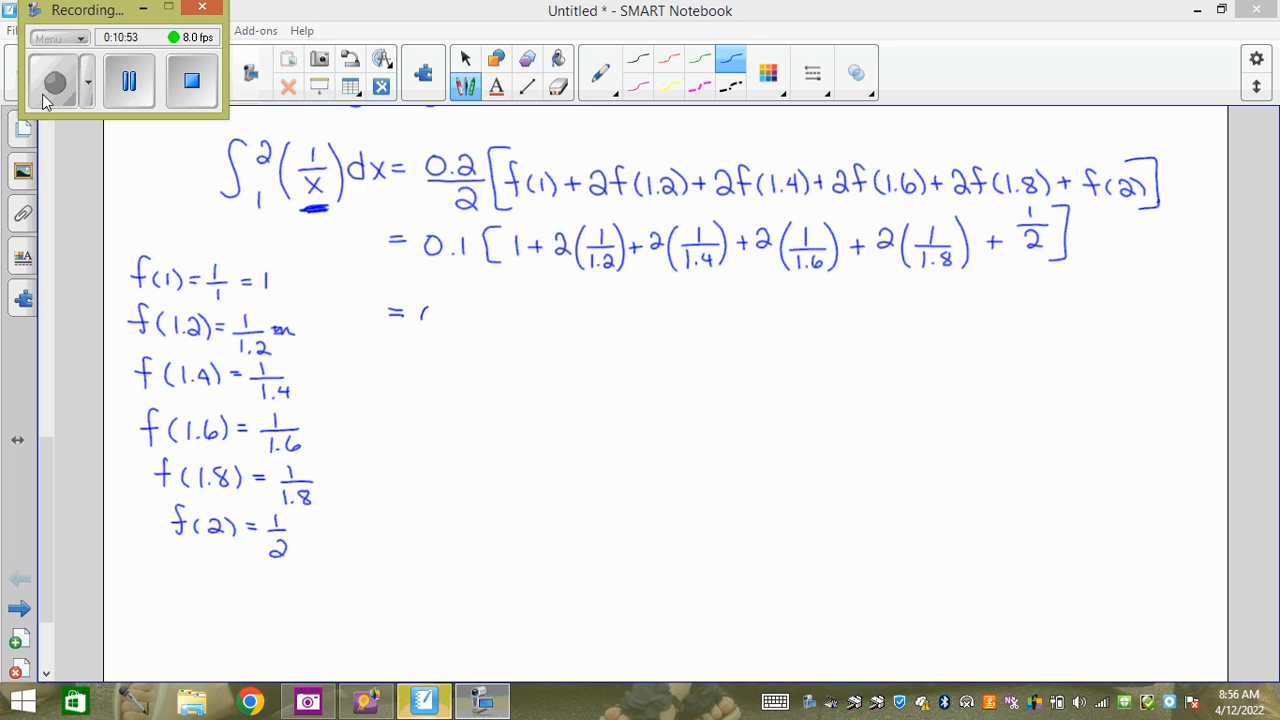 Recording...
Untitled * - SMART Notebook
Menu
0:10:53
8.0 fps
Add-ons Help
∫₁² (1/x) dx = 0.2/2 [f(1) + 2f(1.2) + 2f(1.4) + 2f(1.6) + 2f(1.8) + f(2)]
= 0.1 [1 + 2(1/1.2) + 2(1/1.4) + 2(1/1.6) + 2(1/1.8) + 1/2]
f(1) = 1/1 = 1
= (
f(1.2) = 1/1.2
f(1.4) = 1/1.4
f(1.6) = 1/1.6
f(1.8) = 1/1.8
f(2) = 1/2
8:56 AM
4/12/2022